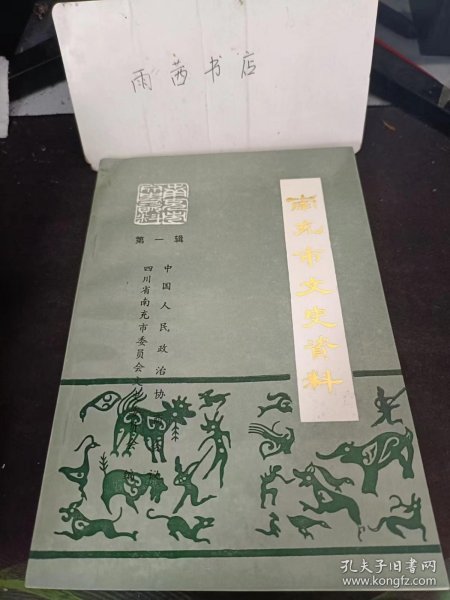 雨茜书店
南充市文史資料
第一辑
中国人民政治协
四川省南充市委员会文
孔夫子旧书网
www.kongfz.com